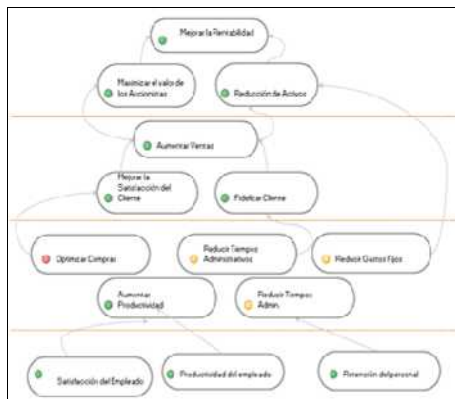 Mejorar la Rentabilidad
Maximizar el valor de
los Accionistas
Reducción de Activos
Aumentar Ventas
Mejorar la
Satisfacción del
Cliente
Fidelizar Cliente
Optimizar Compras
Reducir Tiempos
Administrativos
Reducir Gastos Fijos
Aumentar
Productividad
Reducir Tiempos
Admin.
Satisfacción del Empleado
Productividad del empleado
Retención del personal